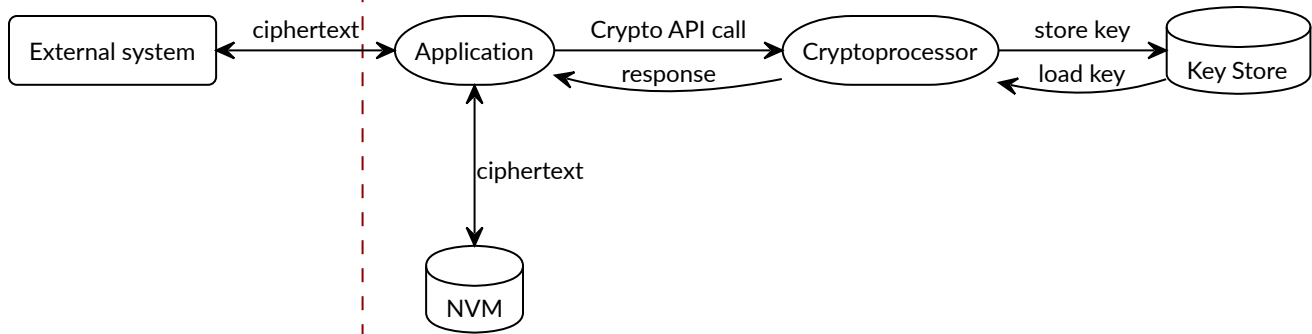 External system
ciphertext
Application
Crypto API call
response
Cryptoprocessor
store key
load key
Key Store
ciphertext
NVM